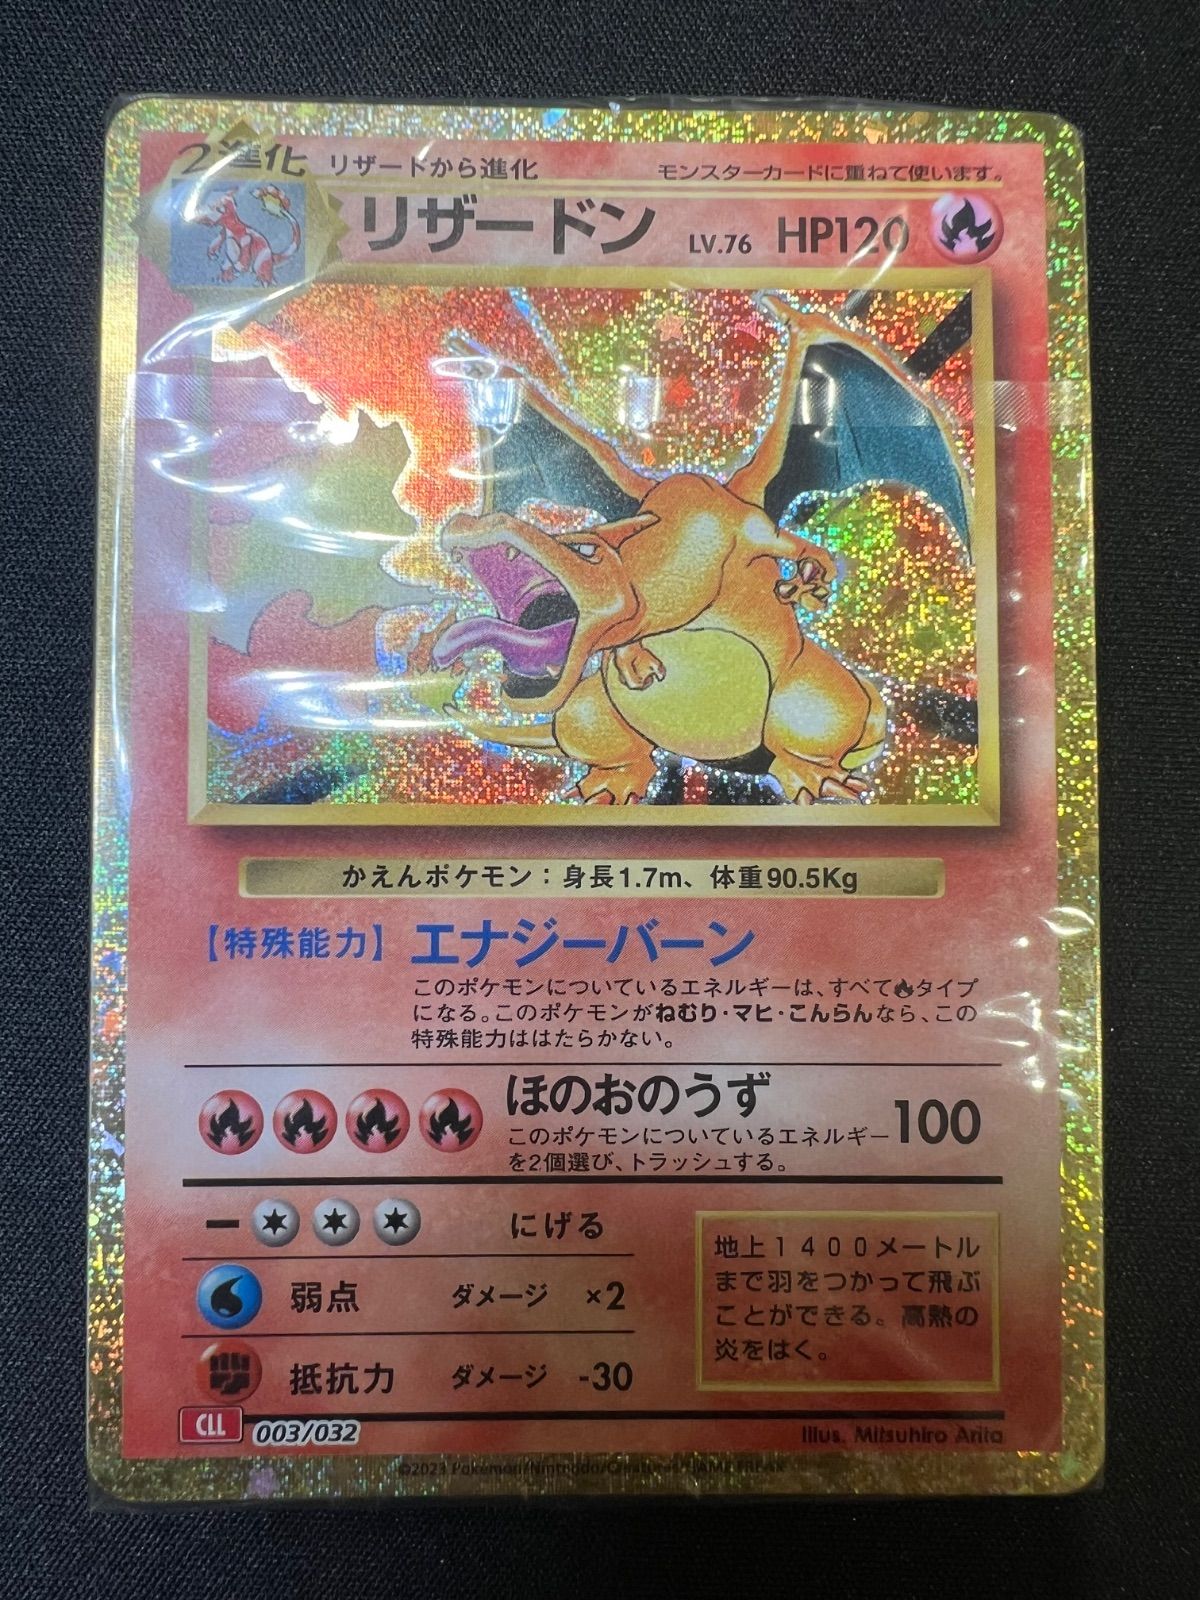 2進化 リザードから進化 モンスターカードに重ねて使います。
リザードン LV.76 HP120
かえんポケモン：身長1.7m、体重90.5Kg
【特殊能力】 エナジーバーン
このポケモンについているエネルギーは、すべて タイプ
になる。このポケモンがねむり・マヒ・こんらんなら、この
特殊能力ははたらかない。
ほのおのうず 100
このポケモンについているエネルギー
を2個選び、トラッシュする。
ー にげる
弱点 ダメージ ×2
抵抗力 ダメージ -30
地上１４００メートル
まで羽をつかって飛ぶ
ことができる。高熱の
炎をはく。
CLL 003/032
Illus. Mitsuhiro Arita
©2023 Pokémon/Nintendo/Creatures/GAME FREAK